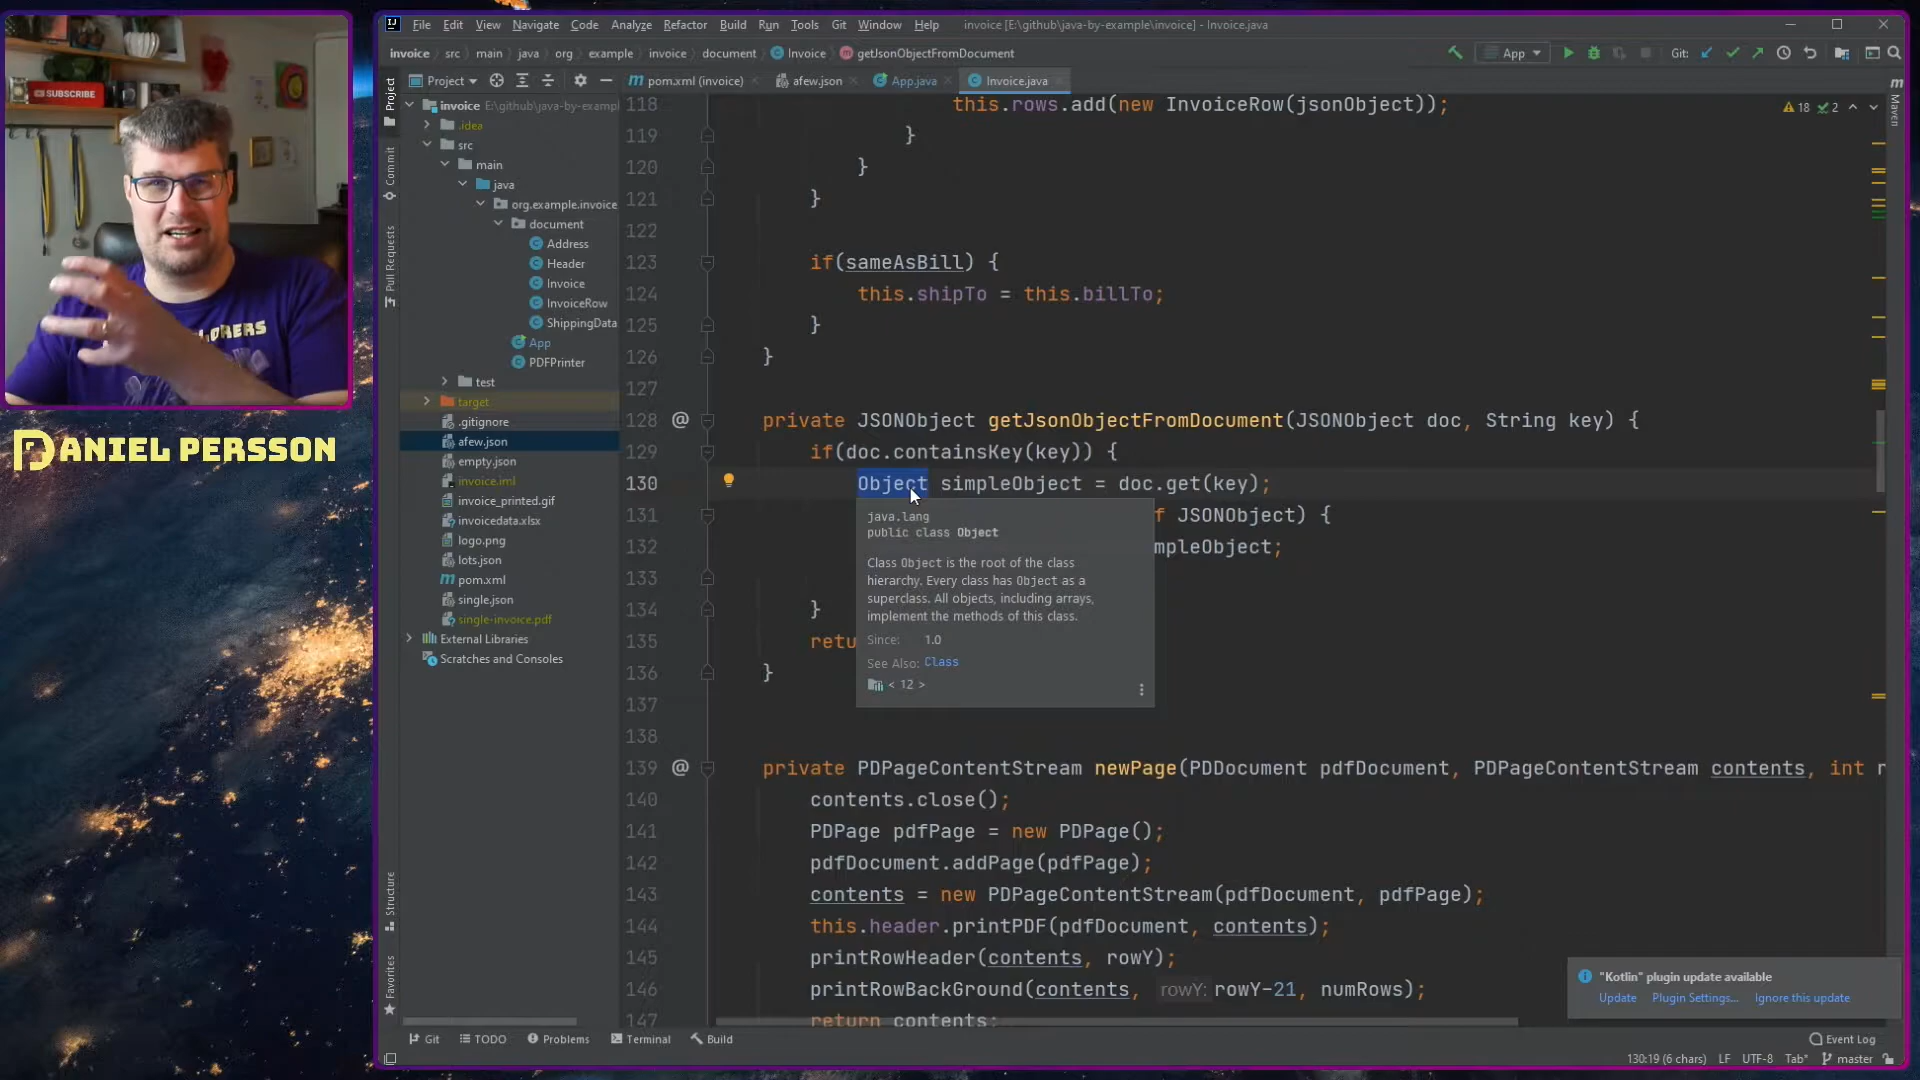 SUBSCRIBE
DANIEL PERSSON
File Edit View Navigate Code Analyze Refactor Build Run Tools Git Window Help invoice [E:\github\java-by-example\invoice] - Invoice.java
invoice src main java org example invoice document Invoice getJsonObjectFromDocument
App Git:
Project pom.xml (invoice) afew.json App.java Invoice.java
Project
Commit
Pull Requests
Structure
Favorites
Maven
invoice E:\github\java-by-exampl
.idea
src
main
java
org.example.invoice
document
Address
Header
Invoice
InvoiceRow
ShippingData
App
PDFPrinter
test
target
.gitignore
afew.json
empty.json
invoice.iml
invoice_printed.gif
invoicedata.xlsx
logo.png
lots.json
pom.xml
single.json
single-invoice.pdf
External Libraries
Scratches and Consoles
18 2
118 this.rows.add(new InvoiceRow(jsonObject));
119 }
120 }
121 }
122
123 if(sameAsBill) {
124 this.shipTo = this.billTo;
125 }
126 }
127
128 @ private JSONObject getJsonObjectFromDocument(JSONObject doc, String key) {
129 if(doc.containsKey(key)) {
130 Object simpleObject = doc.get(key);
131 f JSONObject) {
132 mpleObject;
133
134 }
135 retu
136 }
137
138
139 @ private PDPageContentStream newPage(PDDocument pdfDocument, PDPageContentStream contents, int r
140 contents.close();
141 PDPage pdfPage = new PDPage();
142 pdfDocument.addPage(pdfPage);
143 contents = new PDPageContentStream(pdfDocument, pdfPage);
144 this.header.printPDF(pdfDocument, contents);
145 printRowHeader(contents, rowY);
146 printRowBackGround(contents, rowY: rowY-21, numRows);
147 return contents;
java.lang
public class Object
Class Object is the root of the class
hierarchy. Every class has Object as a
superclass. All objects, including arrays,
implement the methods of this class.
Since: 1.0
See Also: Class
< 12 >
"Kotlin" plugin update available
Update Plugin Settings... Ignore this update
Git TODO Problems Terminal Build Event Log
130:19 (6 chars) LF UTF-8 Tab* master